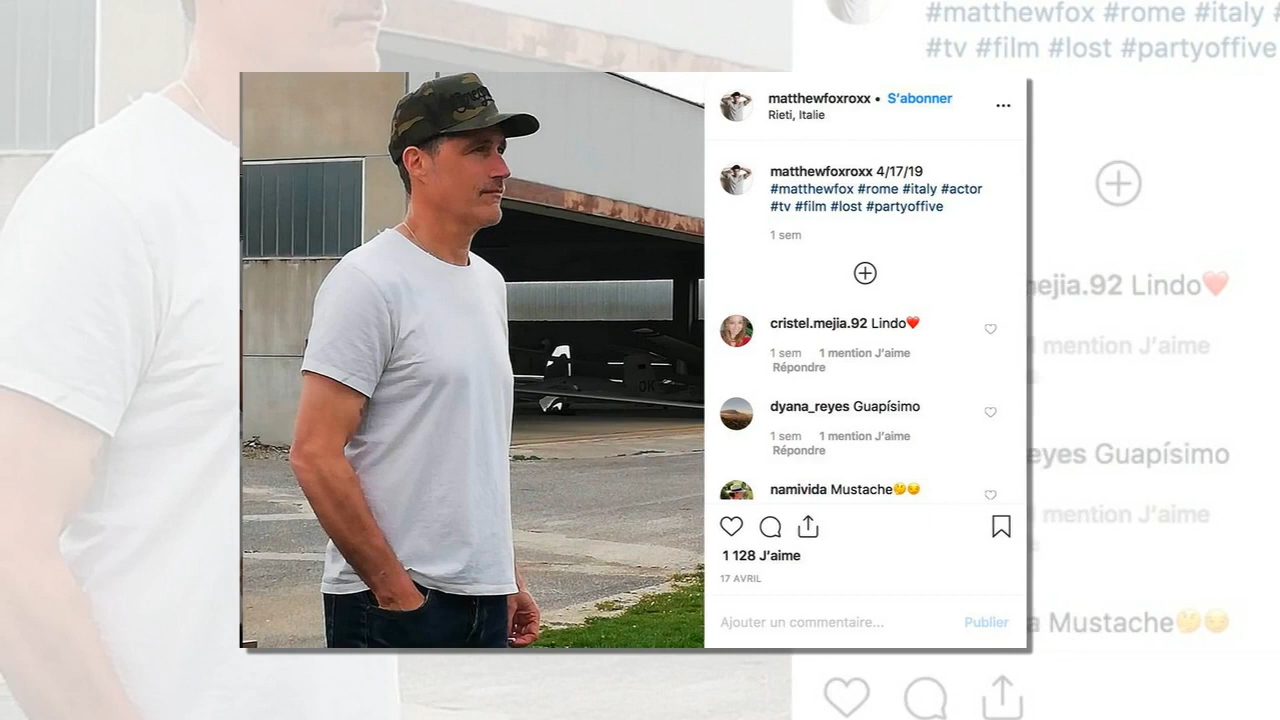 #matthewfox #rome #italy
#tv #film #lost #partyoffive
matthewfoxroxx • S'abonner
Rieti, Italie
matthewfoxroxx 4/17/19
#matthewfox #rome #italy #actor
#tv #film #lost #partyoffive
1 sem
cristel.mejia.92 Lindo❤️
1 sem 1 mention J'aime
Répondre
dyana_reyes Guapísimo
1 sem 1 mention J'aime
Répondre
namivida Mustache🤔😏
1 128 J'aime
17 AVRIL
Ajouter un commentaire... Publier
OK
ejia.92 Lindo❤️
mention J'aime
eyes Guapísimo
mention J'aime
a Mustache🤔😏